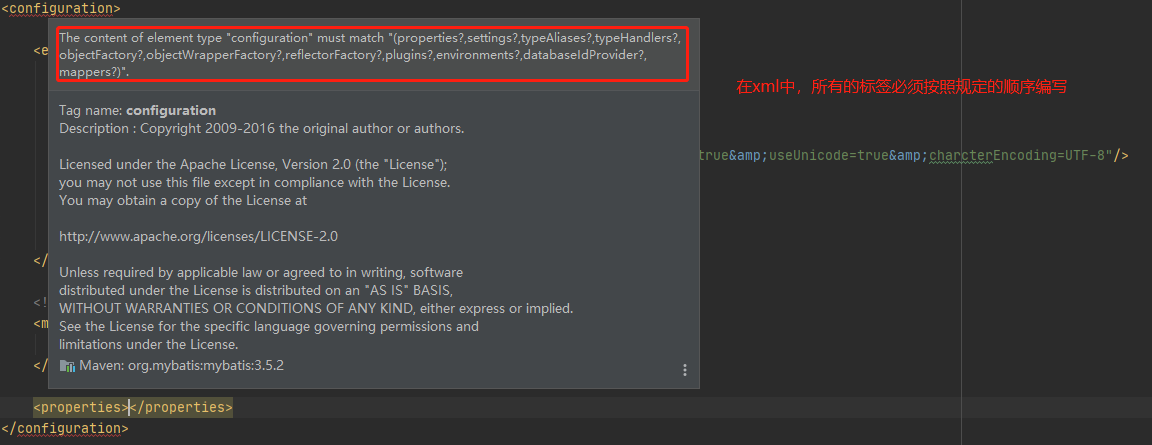 <configuration>
The content of element type "configuration" must match "(properties?,settings?,typeAliases?,typeHandlers?,
<e
objectFactory?,objectWrapperFactory?,reflectorFactory?,plugins?,environments?,databaseIdProvider?,
mappers?)".
在xml中，所有的标签必须按照规定的顺序编写
Tag name: configuration
Description : Copyright 2009-2016 the original author or authors.
true&amp;useUnicode=true&amp;charcterEncoding=UTF-8"/>
Licensed under the Apache License, Version 2.0 (the "License");
you may not use this file except in compliance with the License.
You may obtain a copy of the License at
http://www.apache.org/licenses/LICENSE-2.0
</
Unless required by applicable law or agreed to in writing, software
distributed under the License is distributed on an "AS IS" BASIS,
<!
WITHOUT WARRANTIES OR CONDITIONS OF ANY KIND, either express or implied.
<m
See the License for the specific language governing permissions and
limitations under the License.
</
Maven: org.mybatis:mybatis:3.5.2
<properties></properties>
</configuration>